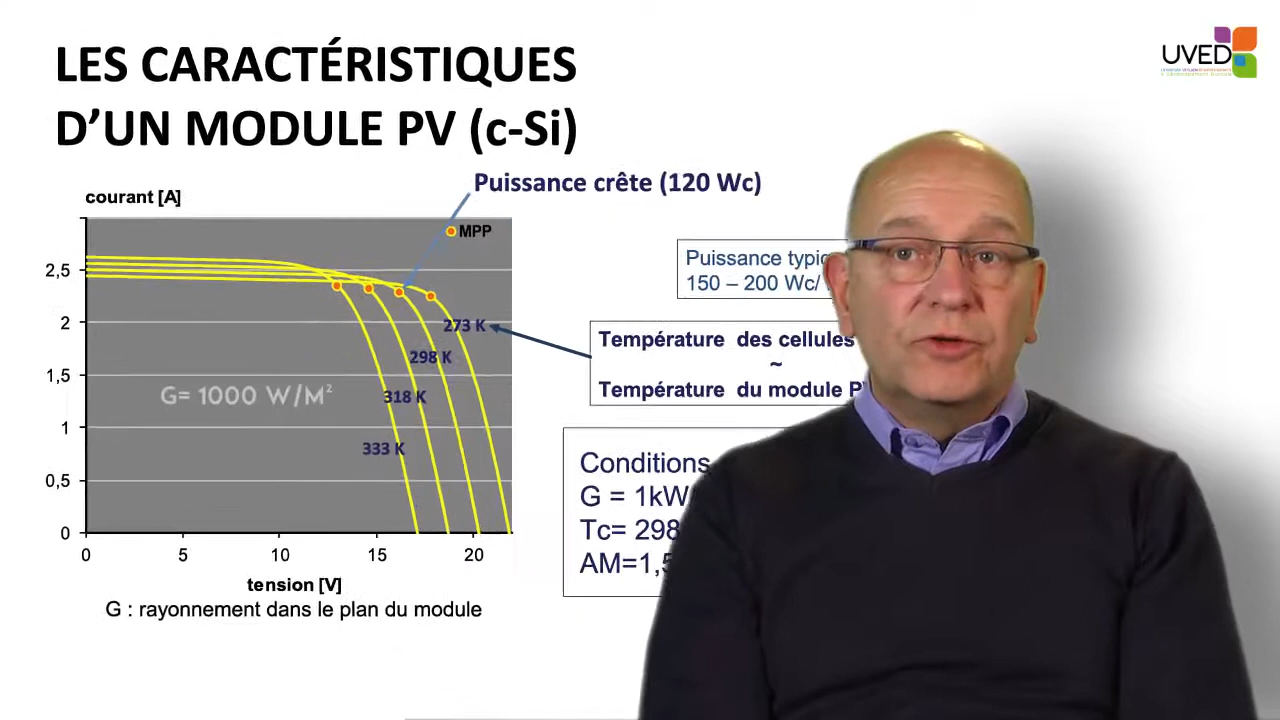 LES CARACTÉRISTIQUES
D’UN MODULE PV (c-Si)
UVED
Puissance crête (120 Wc)
courant [A]
MPP
Puissance
150 – 200 Wc/
2,5
2
1,5
1
0,5
0
273 K
298 K
318 K
333 K
G= 1000 W/M²
Température des cellules
~
Température du module
Conditions
G = 1kW/
Tc= 298
AM=1,5
0
5
10
15
20
tension [V]
G : rayonnement dans le plan du module